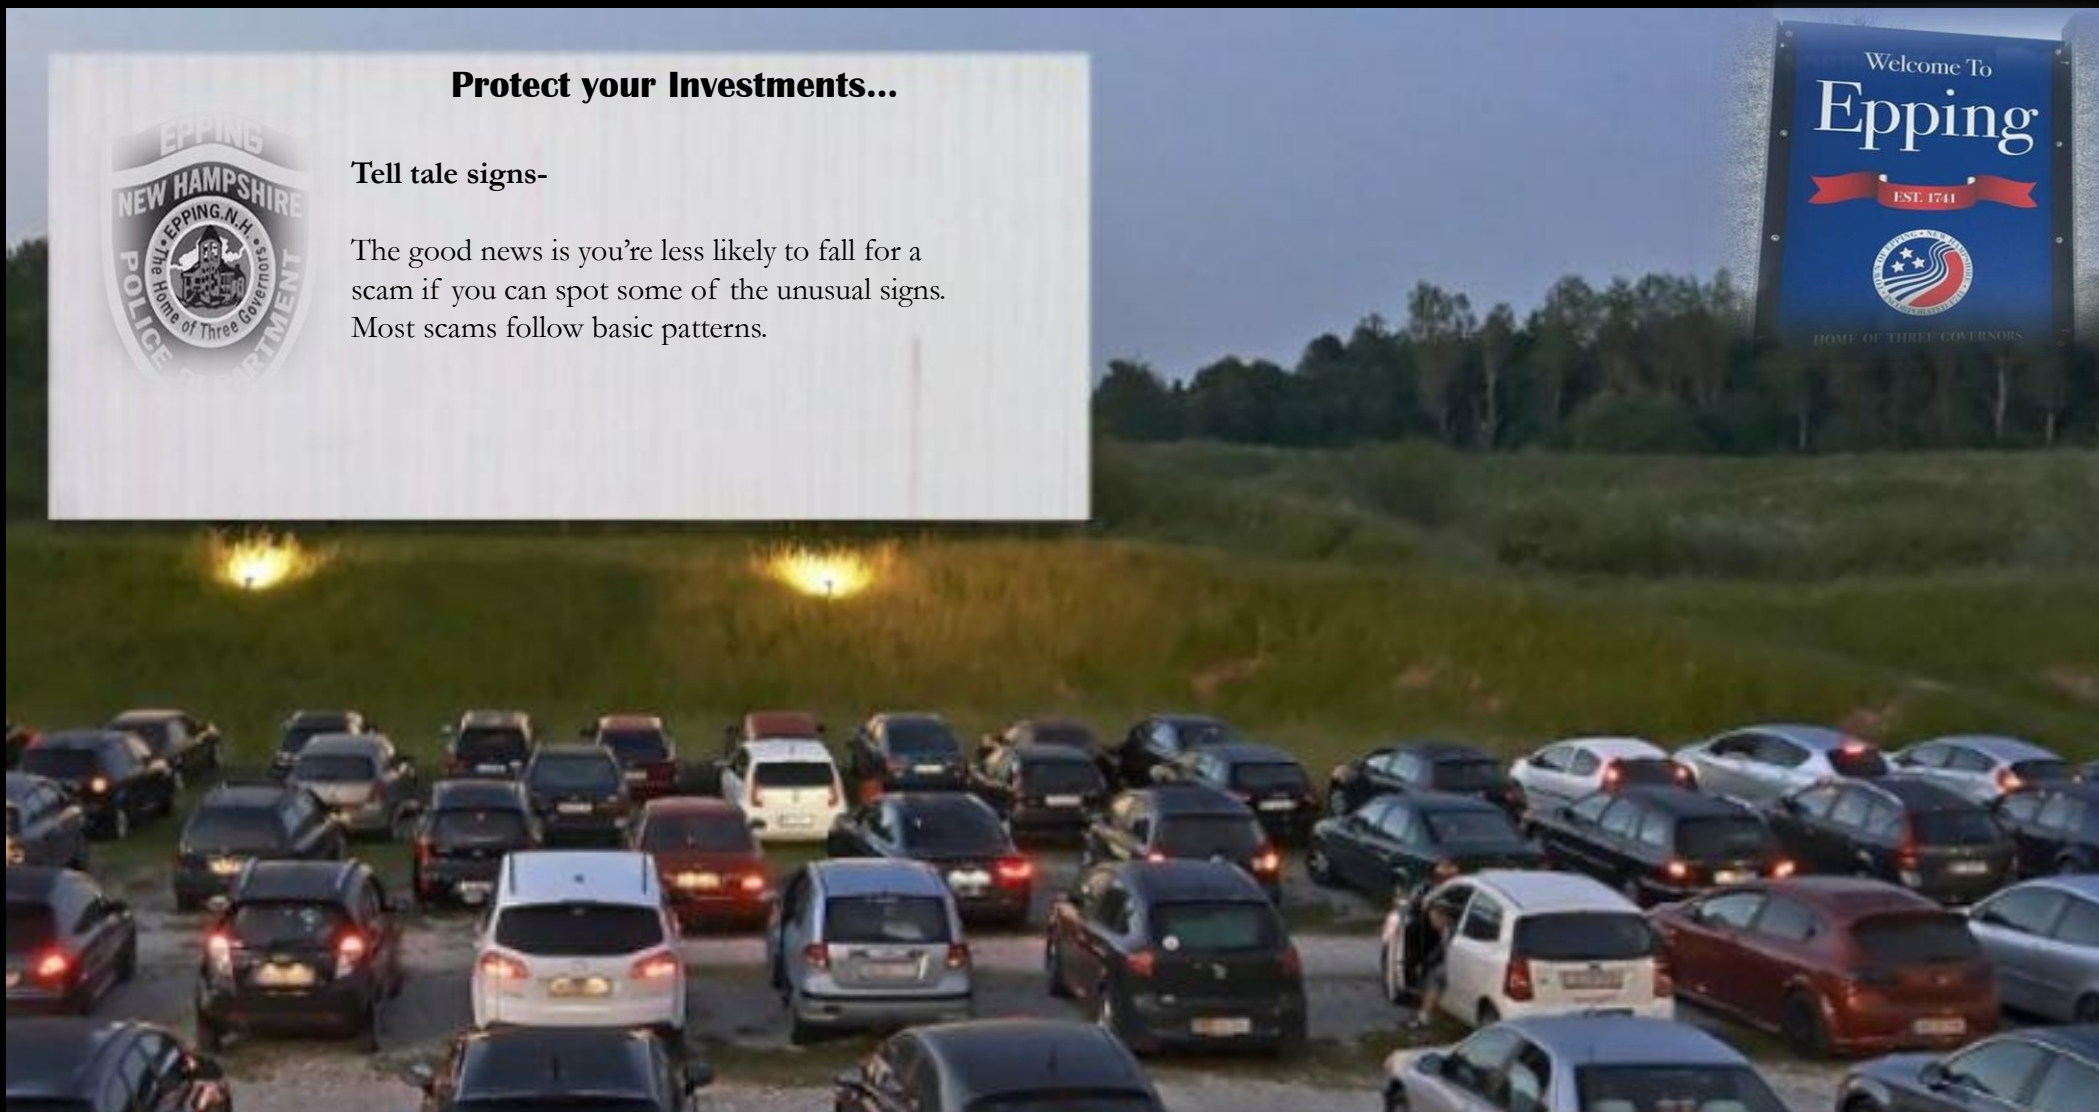 Protect your Investments...
Tell tale signs-
The good news is you're less likely to fall for a
scam if you can spot some of the unusual signs.
Most scams follow basic patterns.
EPPING
NEW HAMPSHIRE
POLICE DEPARTMENT
EPPING, N.H.
The Home of Three Governors
Welcome To
Epping
EST. 1741
HOME OF THREE GOVERNORS